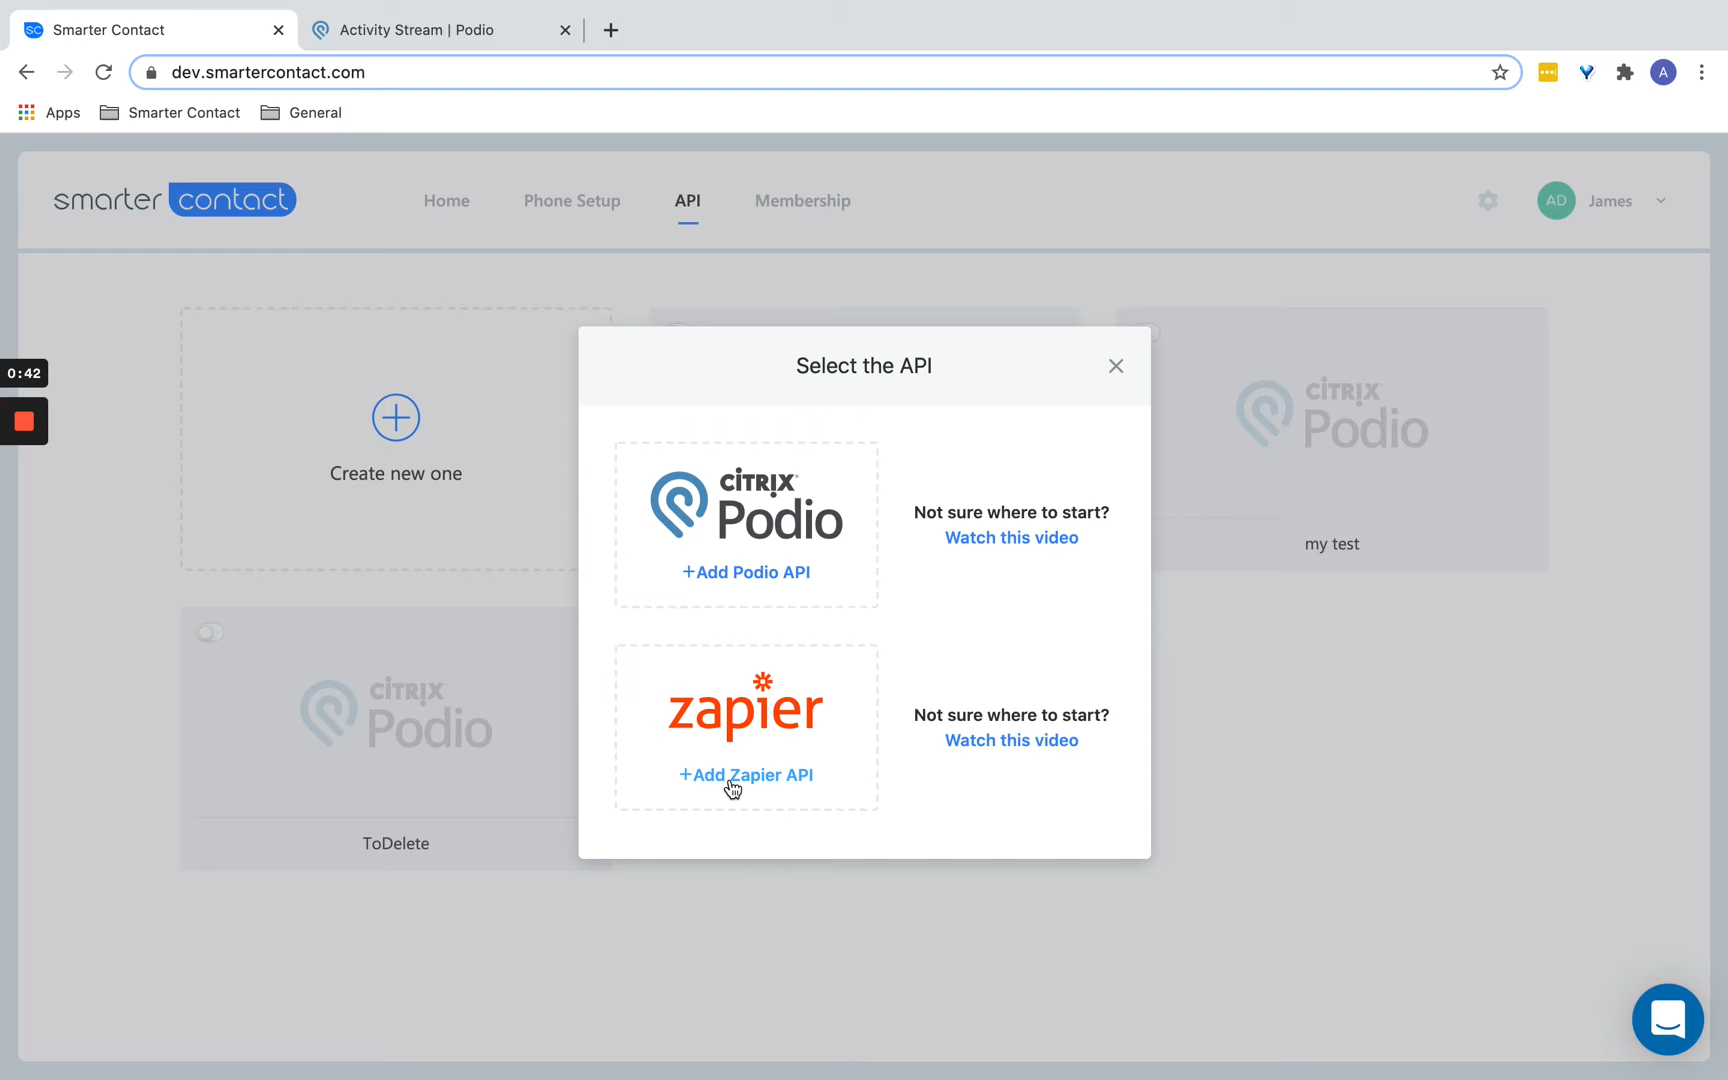 SC Smarter Contact
Activity Stream | Podio
dev.smartercontact.com
A
Apps
Smarter Contact
General
smarter contact
Home
Phone Setup
API
Membership
AD
James
0:42
Create new one
Select the API
CITRIX
Podio
+Add Podio API
Not sure where to start?
Watch this video
zapier
+Add Zapier API
Not sure where to start?
Watch this video
CITRIX
Podio
my test
CITRIX
Podio
ToDelete